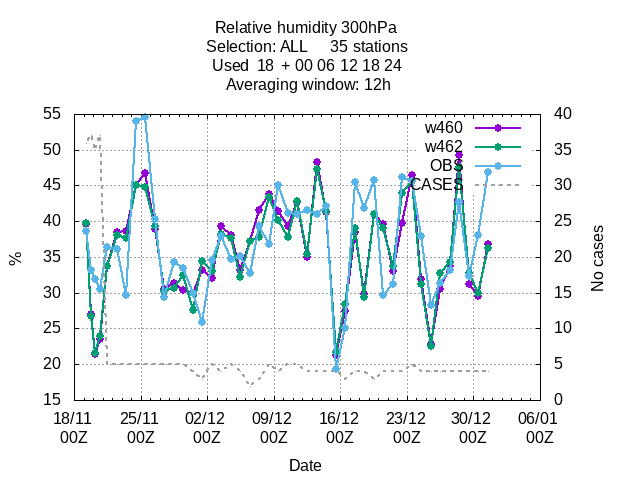 Relative humidity 300hPa
Selection: ALL 35 stations
Used 18 + 00 06 12 18 24
Averaging window: 12h
55 40
50 35
45 30
40 25
35 20
30 15
25 10
20 5
15 0
w460
w462
OBS
CASES
%
No cases
18/11 25/11 02/12 09/12 16/12 23/12 30/12 06/01
00Z 00Z 00Z 00Z 00Z 00Z 00Z 00Z
Date